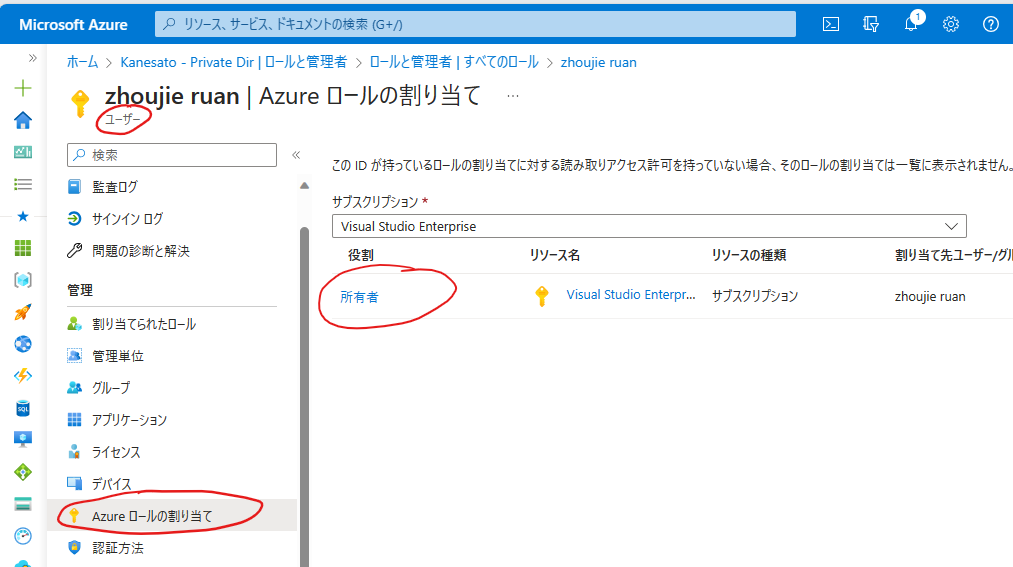 Microsoft Azure
リソース、サービス、ドキュメントの検索 (G+/)
1
ホーム > Kanesato - Private Dir | ロールと管理者 > ロールと管理者 | すべてのロール > zhoujie ruan
zhoujie ruan | Azure ロールの割り当て ...
ユーザー
検索
監査ログ
サインイン ログ
問題の診断と解決
管理
割り当てられたロール
管理単位
グループ
アプリケーション
ライセンス
デバイス
Azure ロールの割り当て
認証方法
この ID が持っているロールの割り当てに対する読み取りアクセス許可を持っていない場合、そのロールの割り当ては一覧に表示されません。
サブスクリプション *
Visual Studio Enterprise
役割 リソース名 リソースの種類 割り当て先ユーザー/グル
所有者 Visual Studio Enterpr... サブスクリプション zhoujie ruan
SQL